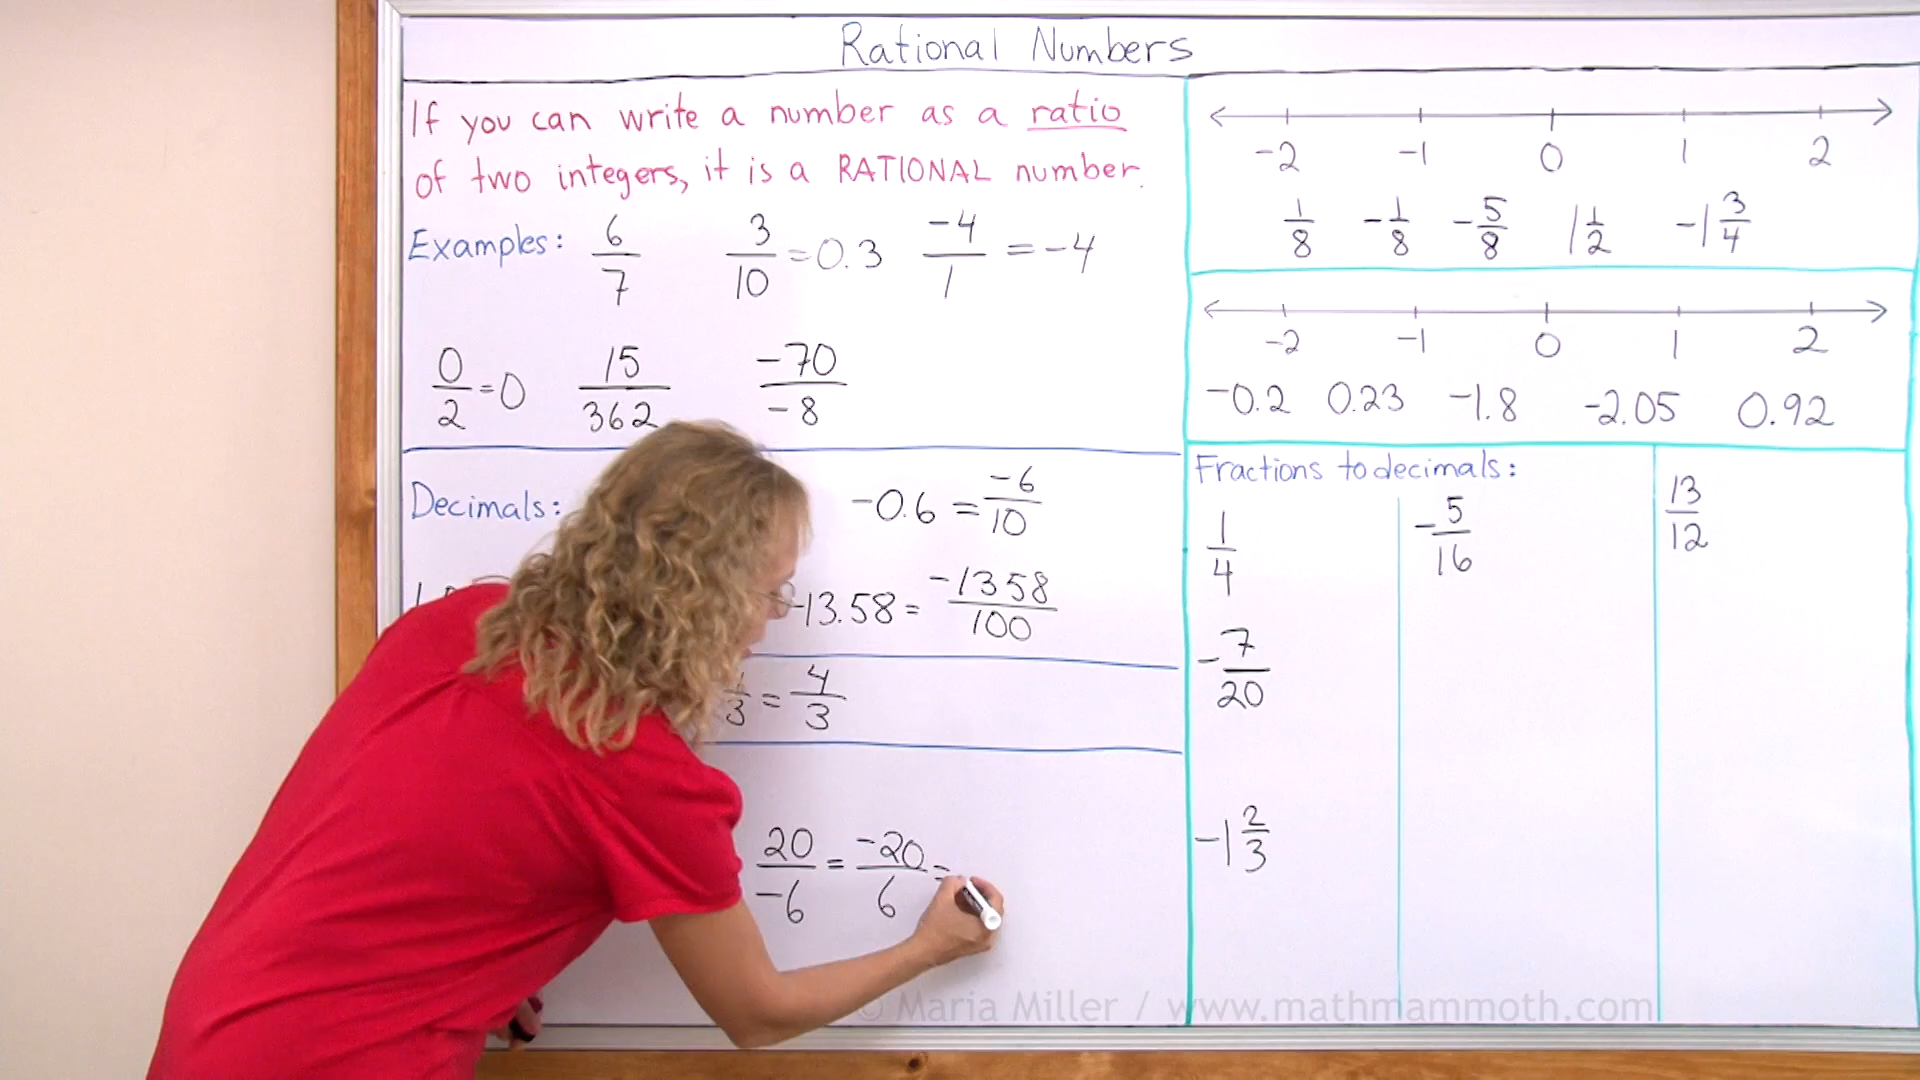 Rational Numbers
If you can write a number as a ratio
of two integers, it is a RATIONAL number.
Examples: 6/7 3/10 = 0.3 -4/1 = -4
0/2 = 0 15/362 -70/-8
Decimals: -0.6 = -6/10
-13.58 = -1358/100
1/3 = 4/3
20/-6 = -20/6 =
-2 -1 0 1 2
1/8 -1/8 -5/8 1 1/2 -1 3/4
-2 -1 0 1 2
-0.2 0.23 -1.8 -2.05 0.92
Fractions to decimals:
1/4 -5/16 13/12
-7/20
-1 2/3
© Maria Miller / www.mathmammoth.com